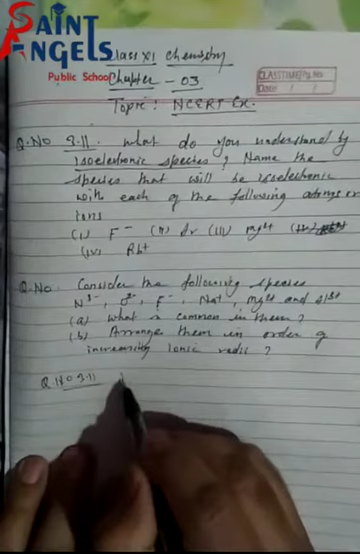 SAINT
ANGELS
Public School
Class XI Chemistry
Chapter - 03
CLASSTIME Pg. No.
Date / /
Topic: NCERT Ex.
Q.No 3.11. What do you understand by
isoelectronic species? Name the
species that will be isoelectronic
with each of the following atoms or
ions
(i) F⁻ (ii) Ar (iii) Mg²⁺
(iv) Rb⁺
Q.No. Consider the following species
N³⁻, O²⁻, F⁻, Na⁺, Mg²⁺ and Al³⁺
(a) What is common in them?
(b) Arrange them in order of
increasing ionic radii?
Q.No 3.11